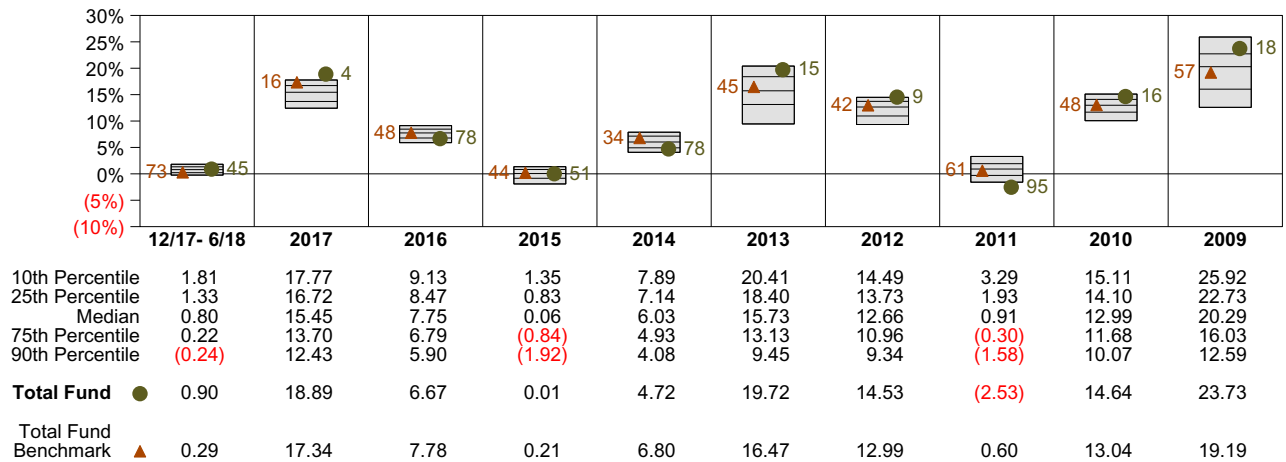 30%
25%
20%
15%
10%
5%
0%
(5%)
(10%)
73 45 16 4 48 78 44 51 34 78 45 15 42 9 61 95 48 16 57 18
12/17- 6/18 2017 2016 2015 2014 2013 2012 2011 2010 2009
10th Percentile 1.81 17.77 9.13 1.35 7.89 20.41 14.49 3.29 15.11 25.92
25th Percentile 1.33 16.72 8.47 0.83 7.14 18.40 13.73 1.93 14.10 22.73
Median 0.80 15.45 7.75 0.06 6.03 15.73 12.66 0.91 12.99 20.29
75th Percentile 0.22 13.70 6.79 (0.84) 4.93 13.13 10.96 (0.30) 11.68 16.03
90th Percentile (0.24) 12.43 5.90 (1.92) 4.08 9.45 9.34 (1.58) 10.07 12.59
Total Fund 0.90 18.89 6.67 0.01 4.72 19.72 14.53 (2.53) 14.64 23.73
Total Fund
Benchmark 0.29 17.34 7.78 0.21 6.80 16.47 12.99 0.60 13.04 19.19